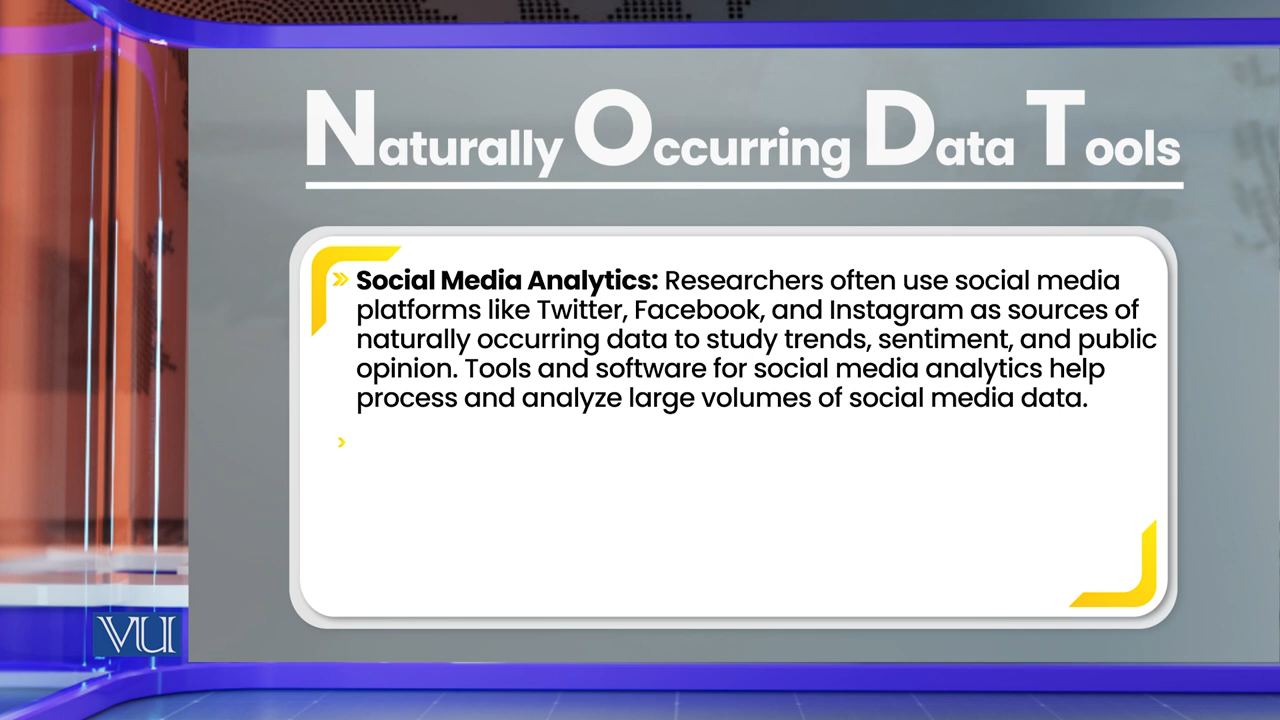 Naturally Occurring Data Tools
Social Media Analytics: Researchers often use social media
platforms like Twitter, Facebook, and Instagram as sources of
naturally occurring data to study trends, sentiment, and public
opinion. Tools and software for social media analytics help
process and analyze large volumes of social media data.
VU